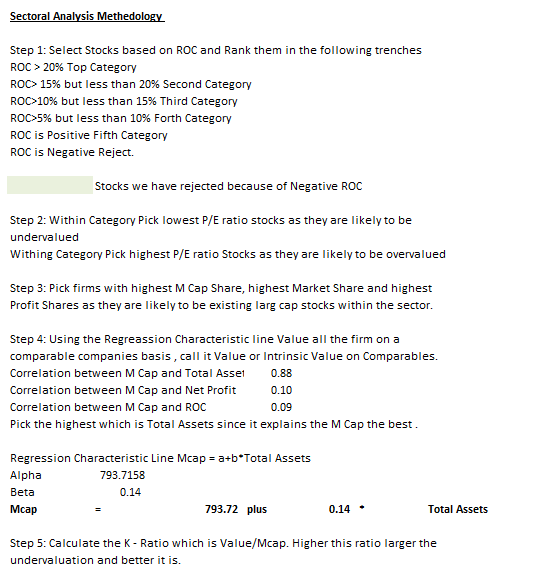 Sectoral Analysis Methedology
Step 1: Select Stocks based on ROC and Rank them in the following trenches
ROC > 20% Top Category
ROC> 15% but less than 20% Second Category
ROC>10% but less than 15% Third Category
ROC>5% but less than 10% Forth Category
ROC is Positive Fifth Category
ROC is Negative Reject.
Stocks we have rejected because of Negative ROC
Step 2: Within Category Pick lowest P/E ratio stocks as they are likely to be
undervalued
Withing Category Pick highest P/E ratio Stocks as they are likely to be overvalued
Step 3: Pick firms with highest M Cap Share, highest Market Share and highest
Profit Shares as they are likely to be existing larg cap stocks within the sector.
Step 4: Using the Regreassion Characteristic line Value all the firm on a
comparable companies basis , call it Value or Intrinsic Value on Comparables.
Correlation between M Cap and Total Asset 0.88
Correlation between M Cap and Net Profit 0.10
Correlation between M Cap and ROC 0.09
Pick the highest which is Total Assets since it explains the M Cap the best .
Regression Characteristic Line Mcap = a+b*Total Assets
Alpha 793.7158
Beta 0.14
Mcap = 793.72 plus 0.14 * Total Assets
Step 5: Calculate the K - Ratio which is Value/Mcap. Higher this ratio larger the
undervaluation and better it is.